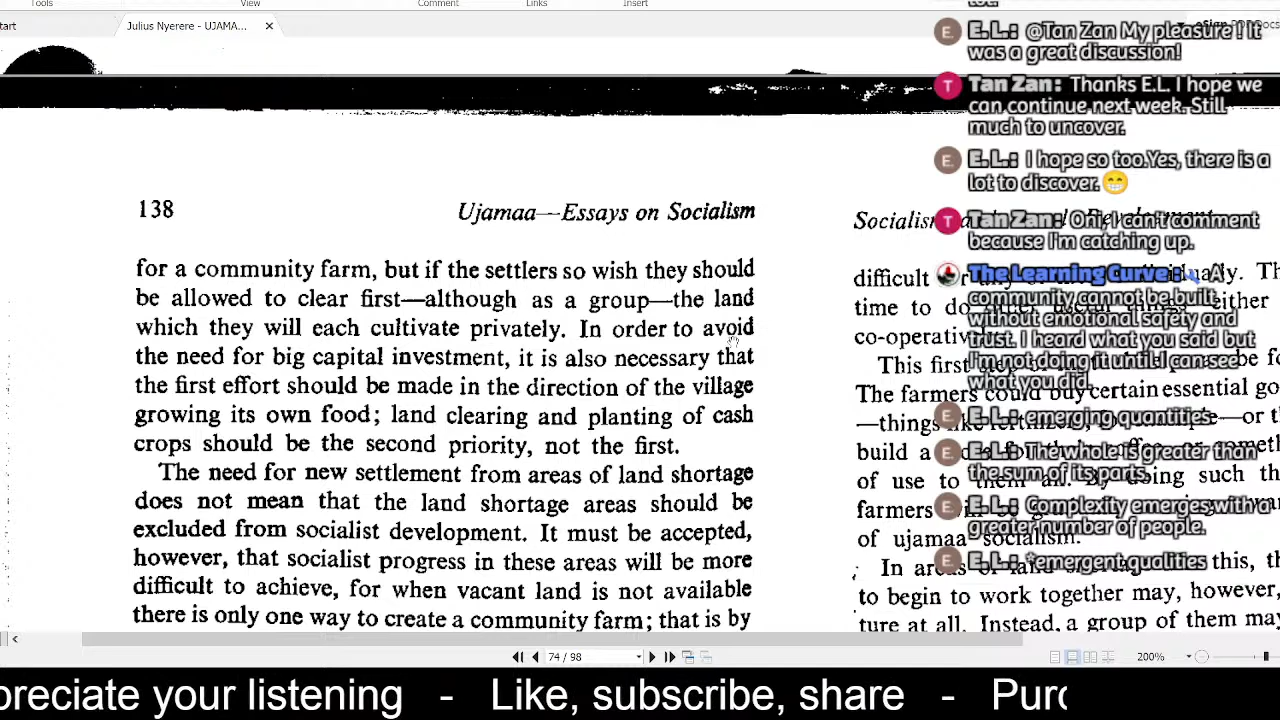 Tools View Comment Links Insert
tart
Julius Nyerere - UJAMA... ×
138 Ujamaa—Essays on Socialism
for a community farm, but if the settlers so wish they should
be allowed to clear first—although as a group—the land
which they will each cultivate privately. In order to avoid
the need for big capital investment, it is also necessary that
the first effort should be made in the direction of the village
growing its own food; land clearing and planting of cash
crops should be the second priority, not the first.
The need for new settlement from areas of land shortage
does not mean that the land shortage areas should be
excluded from socialist development. It must be accepted,
however, that socialist progress in these areas will be more
difficult to achieve, for when vacant land is not available
there is only one way to create a community farm; that is by
difficult
time to do
co-operativ
This first
The farmers could buy certain essential go
—things
build a
of use to them all. By doing such th
farmers
of ujamaa socialism.
In areas of land this, th
to begin to work together may, however,
ture at all. Instead, a group of them may
lot.
E. L.: @Tan Zan My pleasure ! It
was a great discussion!
Tan Zan: Thanks E.L. I hope we
can continue next week. Still
much to uncover.
E. L.: I hope so too.Yes, there is a
lot to discover. 😁
Tan Zan: Oh, I can't comment
because I'm catching up.
The Learning Curve: A
community cannot be built
without emotional safety and
trust. I heard what you said but
I'm not doing it until I can see
what you did.
E. L.: emerging quantities
E. L.: The whole is greater than
the sum of its parts.
E. L.: Complexity emerges with a
greater number of people.
E. L.: *emergent qualities
74 / 98
200%
preciate your listening - Like, subscribe, share - Purc